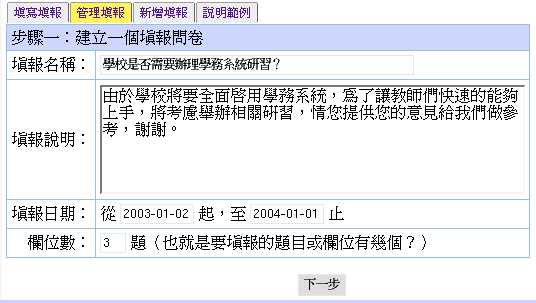 填寫填報 管理填報 新增填報 說明範例
步驟一：建立一個填報問卷
填報名稱： 學校是否需要辦理學務系統研習？
填報說明：
由於學校將要全面啓用學務系統，為了讓教師們快速的能夠
上手，將考慮舉辦相關研習，情您提供您的意見給我們做參
考，謝謝。
填報日期： 從 2003-01-02 起，至 2004-01-01 止
欄位數： 3 題（也就是要填報的題目或欄位有幾個？）
下一步